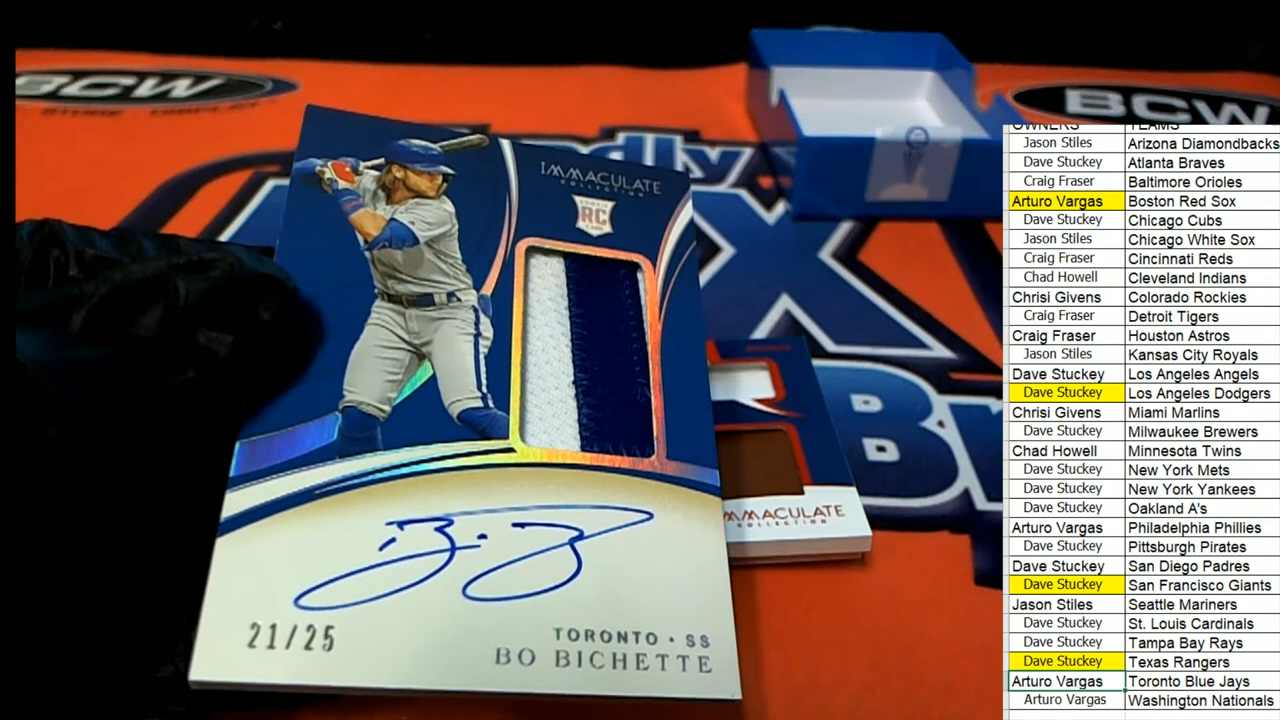 BCW
BCW
IMMACULATE
COLLECTION
RC
21/25
TORONTO • SS
BO BICHETTE
IMMACULATE
COLLECTION
OWNERS TEAMS
Jason Stiles Arizona Diamondbacks
Dave Stuckey Atlanta Braves
Craig Fraser Baltimore Orioles
Arturo Vargas Boston Red Sox
Dave Stuckey Chicago Cubs
Jason Stiles Chicago White Sox
Craig Fraser Cincinnati Reds
Chad Howell Cleveland Indians
Chrisi Givens Colorado Rockies
Craig Fraser Detroit Tigers
Craig Fraser Houston Astros
Jason Stiles Kansas City Royals
Dave Stuckey Los Angeles Angels
Dave Stuckey Los Angeles Dodgers
Chrisi Givens Miami Marlins
Dave Stuckey Milwaukee Brewers
Chad Howell Minnesota Twins
Dave Stuckey New York Mets
Dave Stuckey New York Yankees
Dave Stuckey Oakland A's
Arturo Vargas Philadelphia Phillies
Dave Stuckey Pittsburgh Pirates
Dave Stuckey San Diego Padres
Dave Stuckey San Francisco Giants
Jason Stiles Seattle Mariners
Dave Stuckey St. Louis Cardinals
Dave Stuckey Tampa Bay Rays
Dave Stuckey Texas Rangers
Arturo Vargas Toronto Blue Jays
Arturo Vargas Washington Nationals